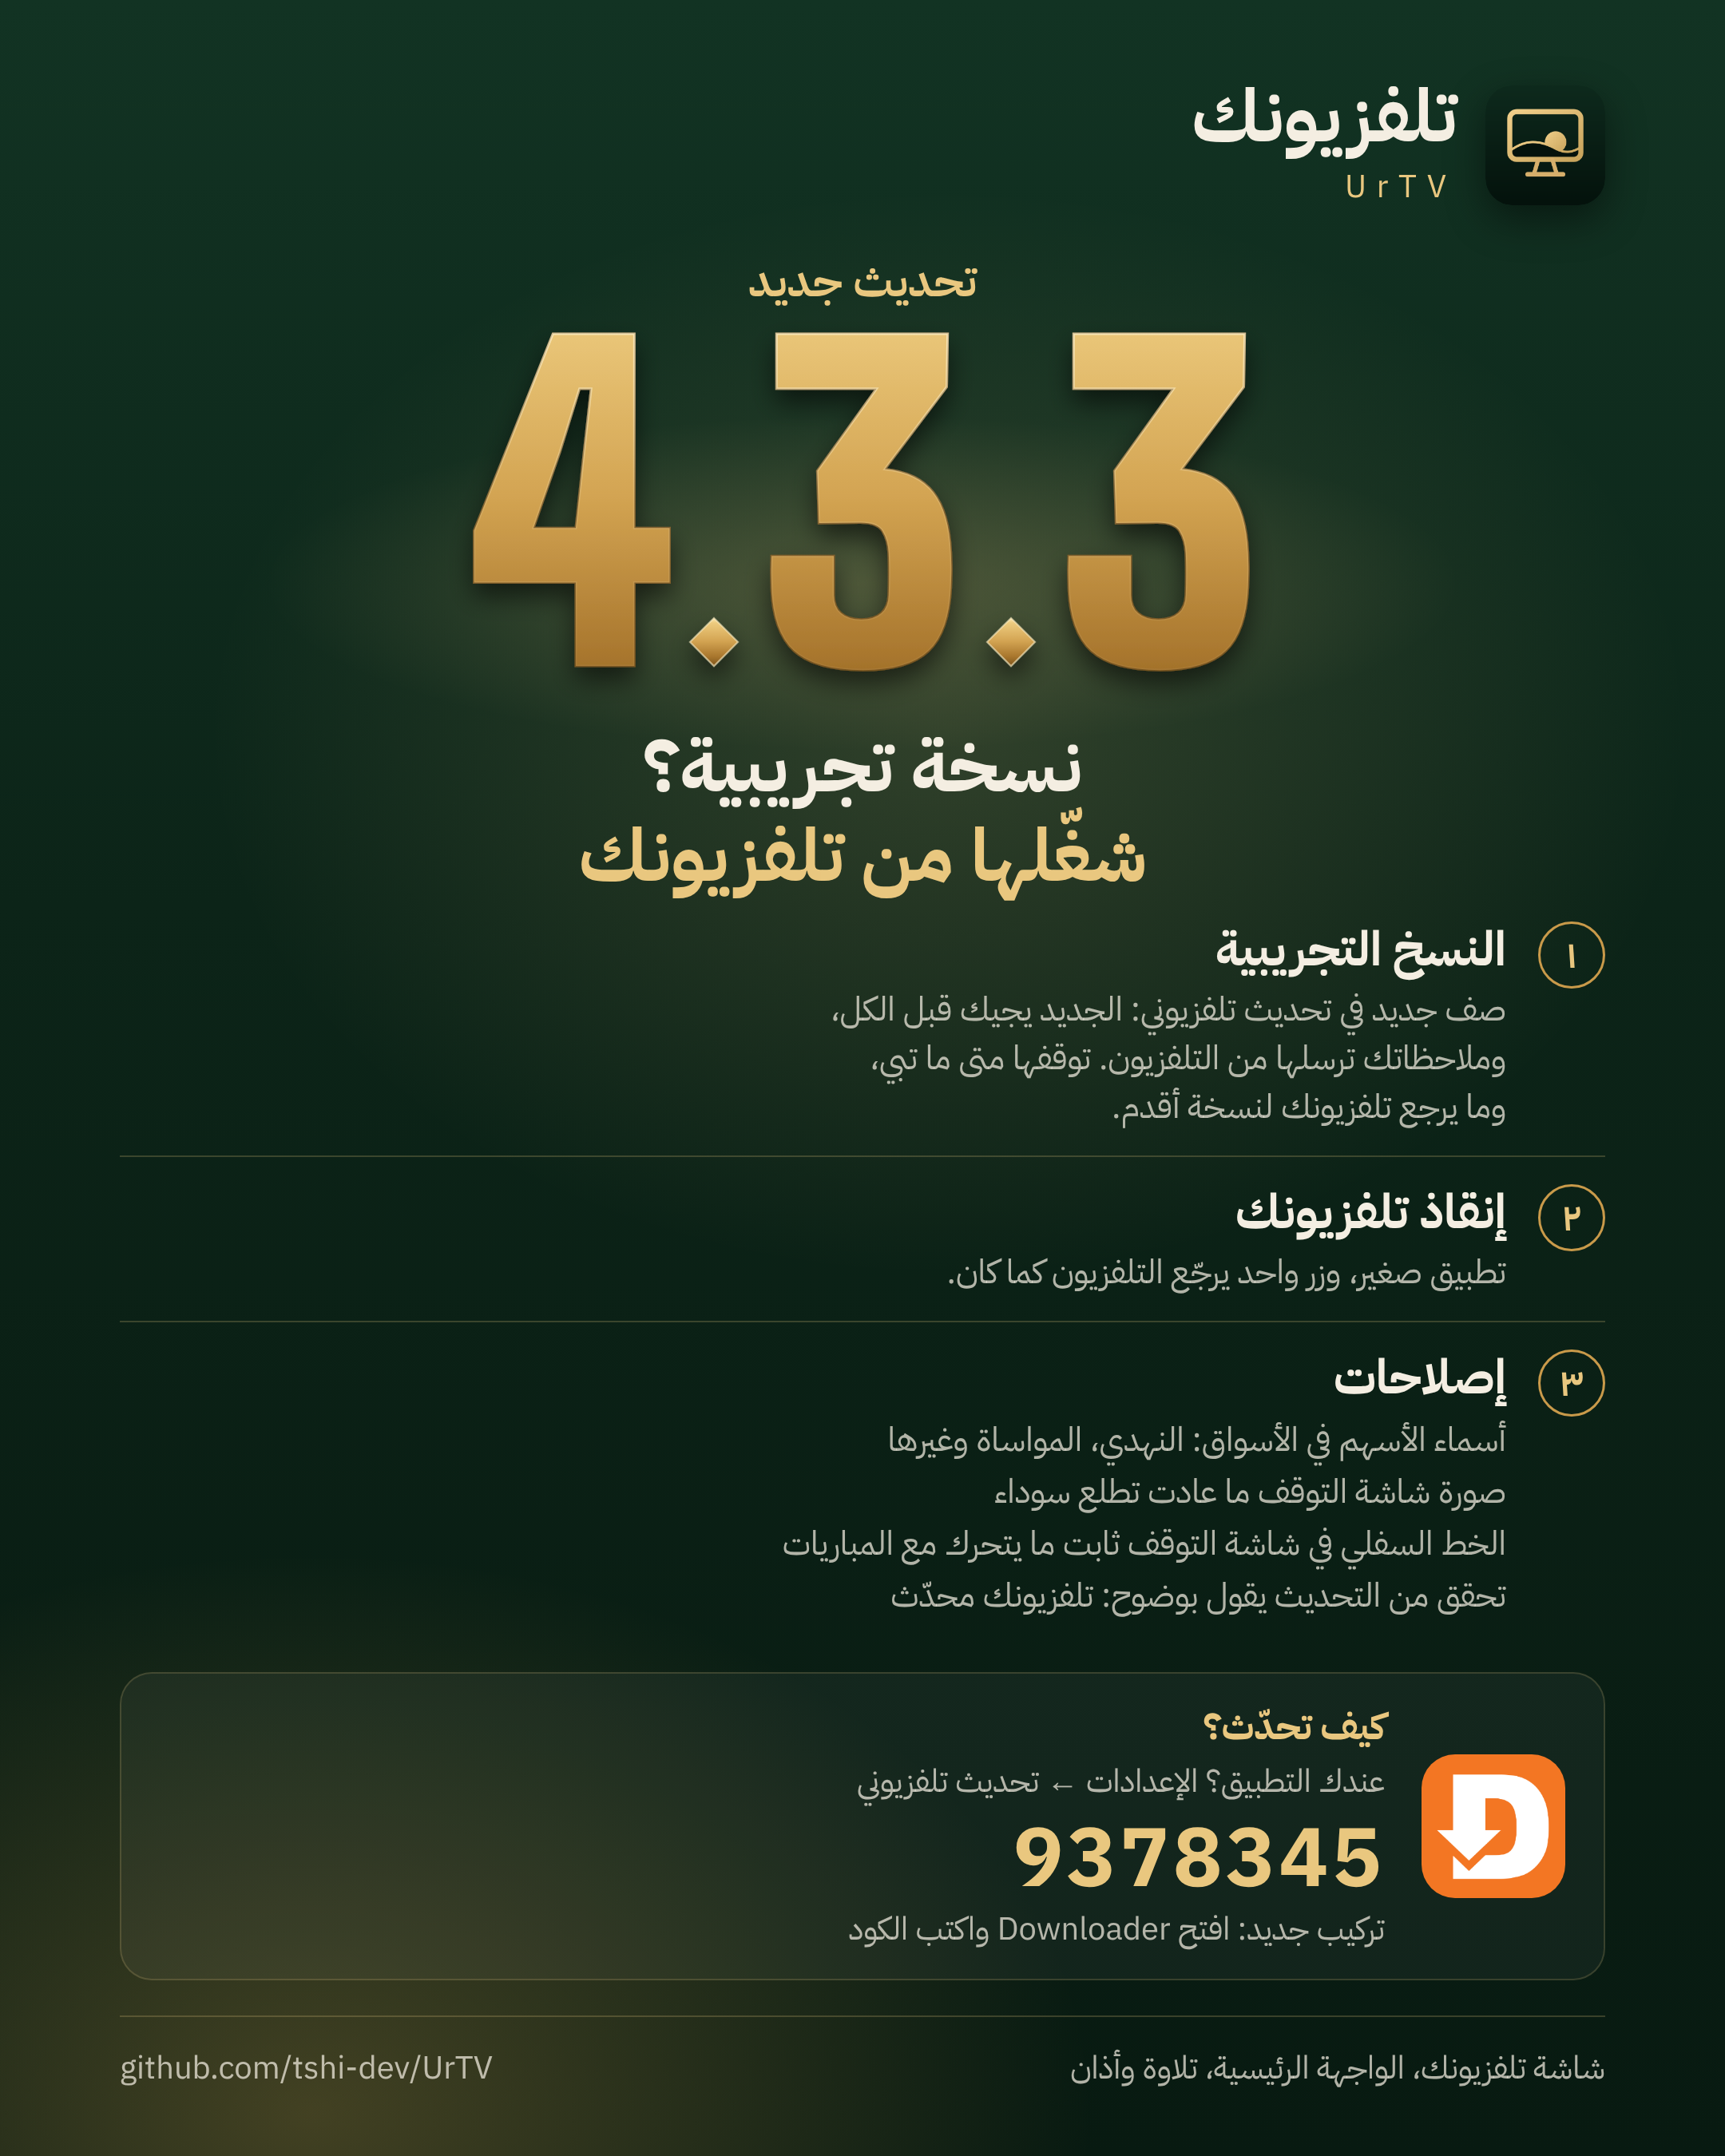 تلفزيونك
UrTV
تحديث جديد
4.3.3
نسخة تجريبية؟
شغّلها من تلفزيونك
١
النسخ التجريبية
صف جديد في تحديث تلفزيوني: الجديد يجيك قبل الكل،
وملاحظاتك ترسلها من التلفزيون. توقفها متى ما تبي،
وما يرجع تلفزيونك لنسخة أقدم.
٢
إنقاذ تلفزيونك
تطبيق صغير، وزر واحد يرجّع التلفزيون كما كان.
٣
إصلاحات
أسماء الأسهم في الأسواق: النهدي، المواساة وغيرها
صورة شاشة التوقف ما عادت تطلع سوداء
الخط السفلي في شاشة التوقف ثابت ما يتحرك مع المباريات
تحقق من التحديث يقول بوضوح: تلفزيونك محدّث
كيف تحدّث؟
عندك التطبيق؟ الإعدادات ← تحديث تلفزيوني
9378345
تركيب جديد: افتح Downloader واكتب الكود
شاشة تلفزيونك، الواجهة الرئيسية، تلاوة وأذان
github.com/tshi-dev/UrTV